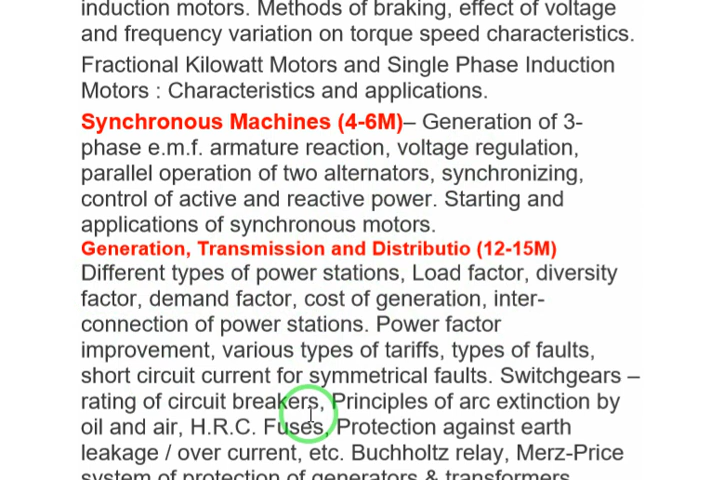 induction motors. Methods of braking, effect of voltage
and frequency variation on torque speed characteristics.
Fractional Kilowatt Motors and Single Phase Induction
Motors : Characteristics and applications.
Synchronous Machines (4-6M)– Generation of 3-
phase e.m.f. armature reaction, voltage regulation,
parallel operation of two alternators, synchronizing,
control of active and reactive power. Starting and
applications of synchronous motors.
Generation, Transmission and Distributio (12-15M)
Different types of power stations, Load factor, diversity
factor, demand factor, cost of generation, inter-
connection of power stations. Power factor
improvement, various types of tariffs, types of faults,
short circuit current for symmetrical faults. Switchgears –
rating of circuit breakers, Principles of arc extinction by
oil and air, H.R.C. Fuses, Protection against earth
leakage / over current, etc. Buchholtz relay, Merz-Price
system of protection of generators & transformers